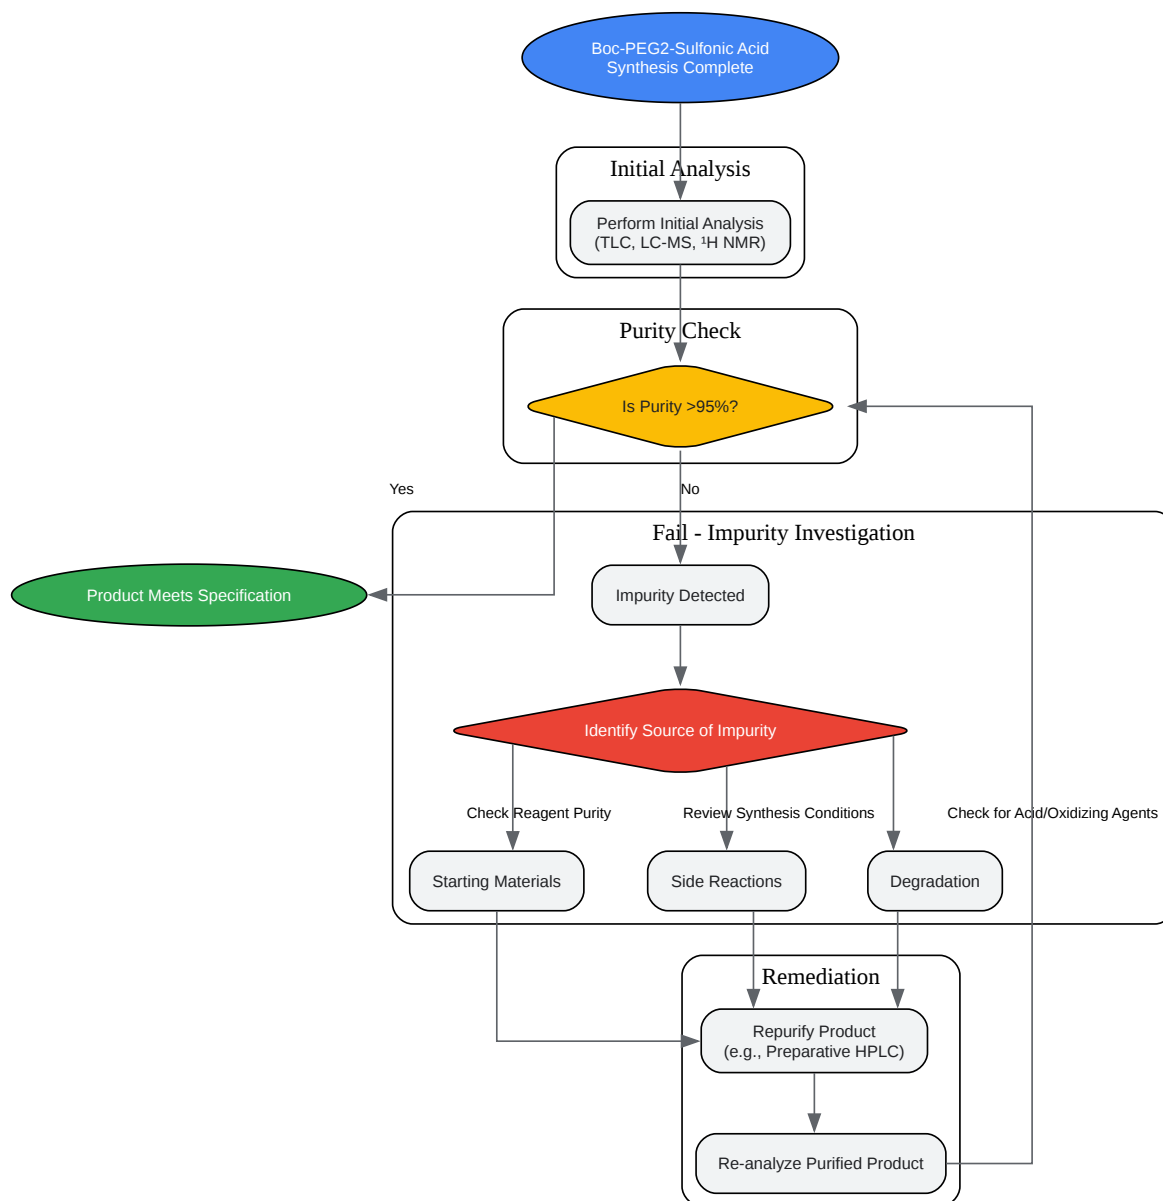 Boc-PEG2-Sulfonic Acid
Synthesis Complete
Initial Analysis
Perform Initial Analysis
(TLC, LC-MS, ¹H NMR)
Purity Check
Is Purity >95%?
Yes
No
Fail - Impurity Investigation
Product Meets Specification
Impurity Detected
Identify Source of Impurity
Check Reagent Purity
Review Synthesis Conditions
Check for Acid/Oxidizing Agents
Starting Materials
Side Reactions
Degradation
Remediation
Repurify Product
(e.g., Preparative HPLC)
Re-analyze Purified Product